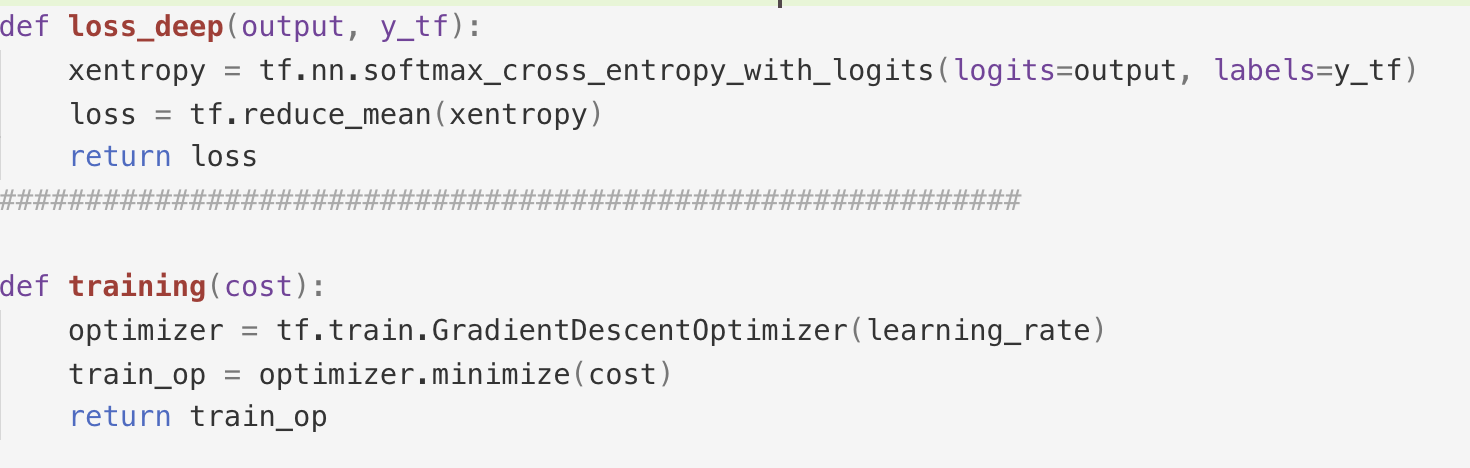 def loss_deep(output, y_tf):
    xentropy = tf.nn.softmax_cross_entropy_with_logits(logits=output, labels=y_tf)
    loss = tf.reduce_mean(xentropy)
    return loss
############################################################

def training(cost):
    optimizer = tf.train.GradientDescentOptimizer(learning_rate)
    train_op = optimizer.minimize(cost)
    return train_op